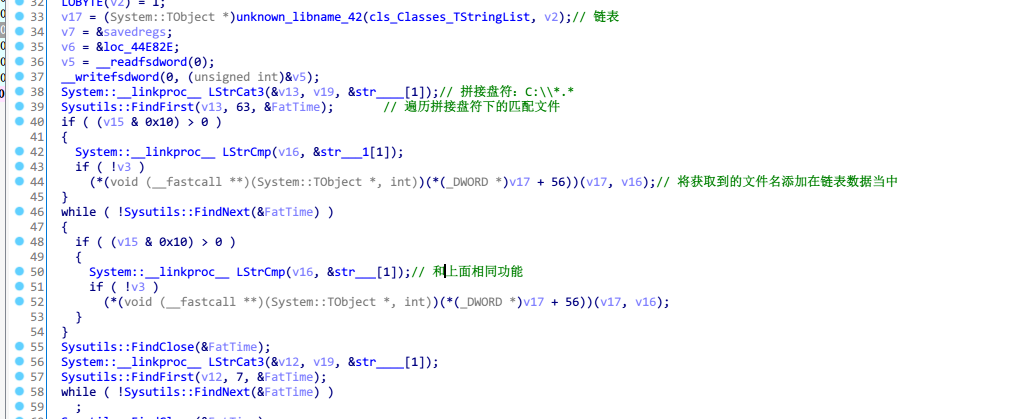 32 LOBYTE(v2) = 1;
33 v17 = (System::TObject *)unknown_libname_42(cls_Classes_TStringList, v2);// 链表
34 v7 = &savedregs;
35 v6 = &loc_44E82E;
36 v5 = __readfsdword(0);
37 __writefsdword(0, (unsigned int)&v5);
38 System::__linkproc__ LStrCat3(&v13, v19, &str____[1]);// 拼接盘符：C:\\*.*
39 Sysutils::FindFirst(v13, 63, &FatTime); // 遍历拼接盘符下的匹配文件
40 if ( (v15 & 0x10) > 0 )
41 {
42 System::__linkproc__ LStrCmp(v16, &str___1[1]);
43 if ( !v3 )
44 (*(void (__fastcall **)(System::TObject *, int))(*(_DWORD *)v17 + 56))(v17, v16);// 将获取到的文件名添加在链表数据当中
45 }
46 while ( !Sysutils::FindNext(&FatTime) )
47 {
48 if ( (v15 & 0x10) > 0 )
49 {
50 System::__linkproc__ LStrCmp(v16, &str___[1]);// 和上面相同功能
51 if ( !v3 )
52 (*(void (__fastcall **)(System::TObject *, int))(*(_DWORD *)v17 + 56))(v17, v16);
53 }
54 }
55 Sysutils::FindClose(&FatTime);
56 System::__linkproc__ LStrCat3(&v12, v19, &str____[1]);
57 Sysutils::FindFirst(v12, 7, &FatTime);
58 while ( !Sysutils::FindNext(&FatTime) )
59 ;